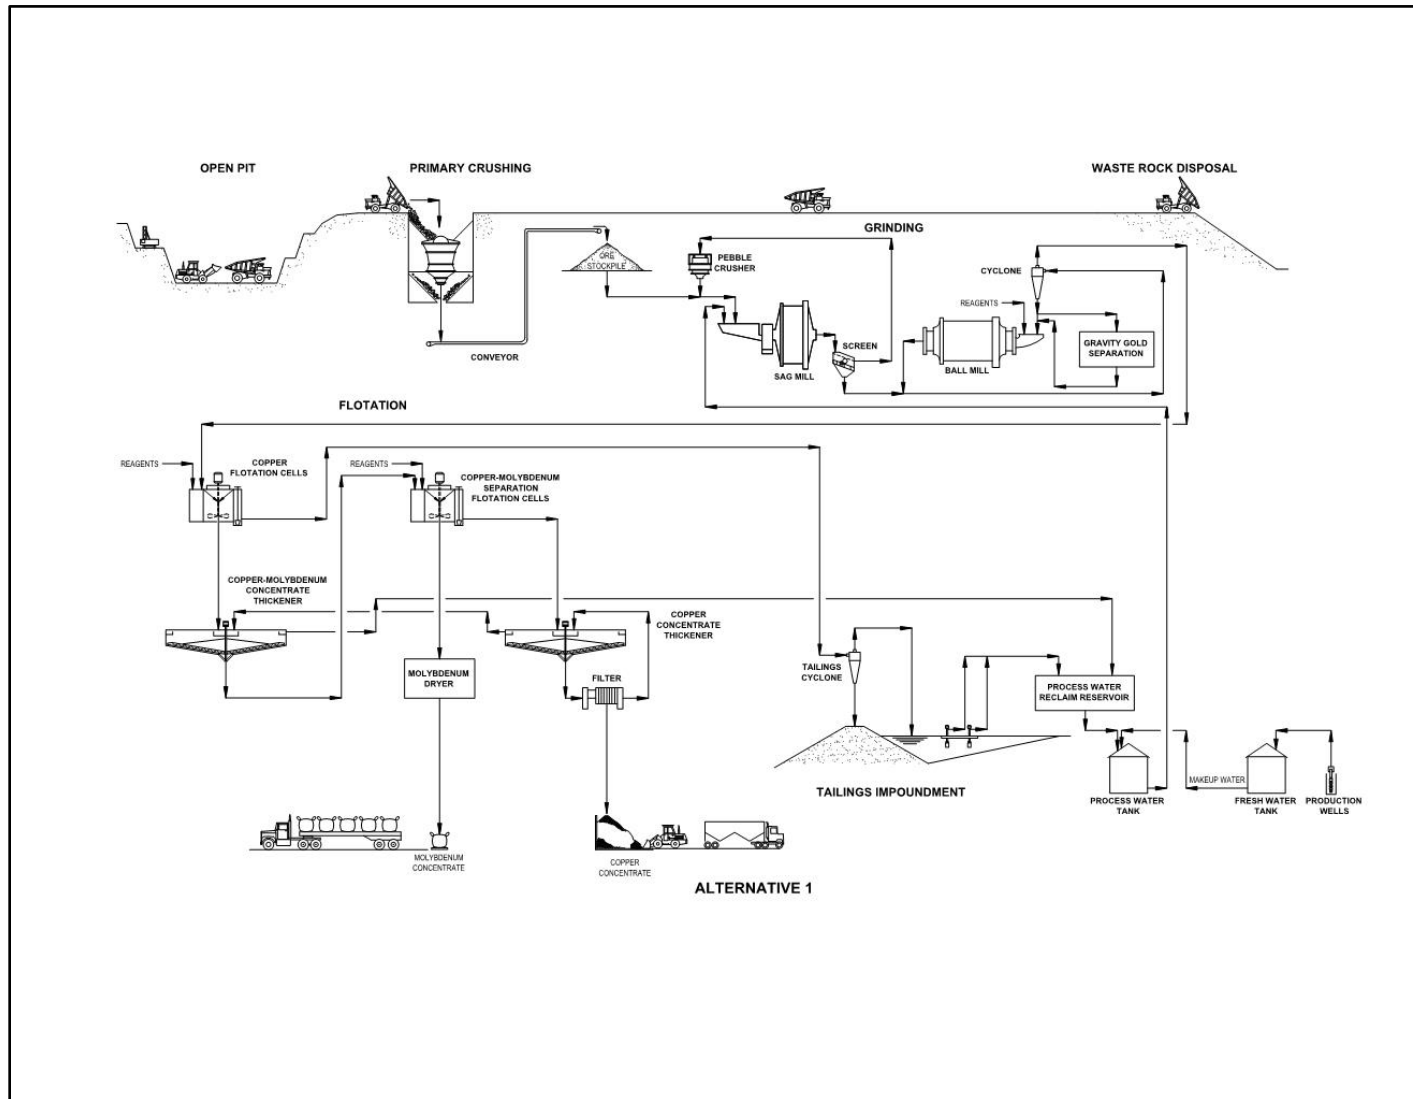 OPEN PIT
PRIMARY CRUSHING
WASTE ROCK DISPOSAL
GRINDING
ORE
STOCKPILE
PEBBLE
CRUSHER
CYCLONE
REAGENTS
GRAVITY GOLD
SEPARATION
SCREEN
CONVEYOR
SAG MILL
BALL MILL
FLOTATION
REAGENTS
COPPER
FLOTATION CELLS
REAGENTS
COPPER-MOLYBDENUM
SEPARATION
FLOTATION CELLS
COPPER-MOLYBDENUM
CONCENTRATE
THICKENER
COPPER
CONCENTRATE
THICKENER
MOLYBDENUM
DRYER
FILTER
TAILINGS
CYCLONE
PROCESS WATER
RECLAIM RESERVOIR
TAILINGS IMPOUNDMENT
MAKEUP WATER
PROCESS WATER
TANK
FRESH WATER
TANK
PRODUCTION
WELLS
MOLYBDENUM
CONCENTRATE
COPPER
CONCENTRATE
ALTERNATIVE 1